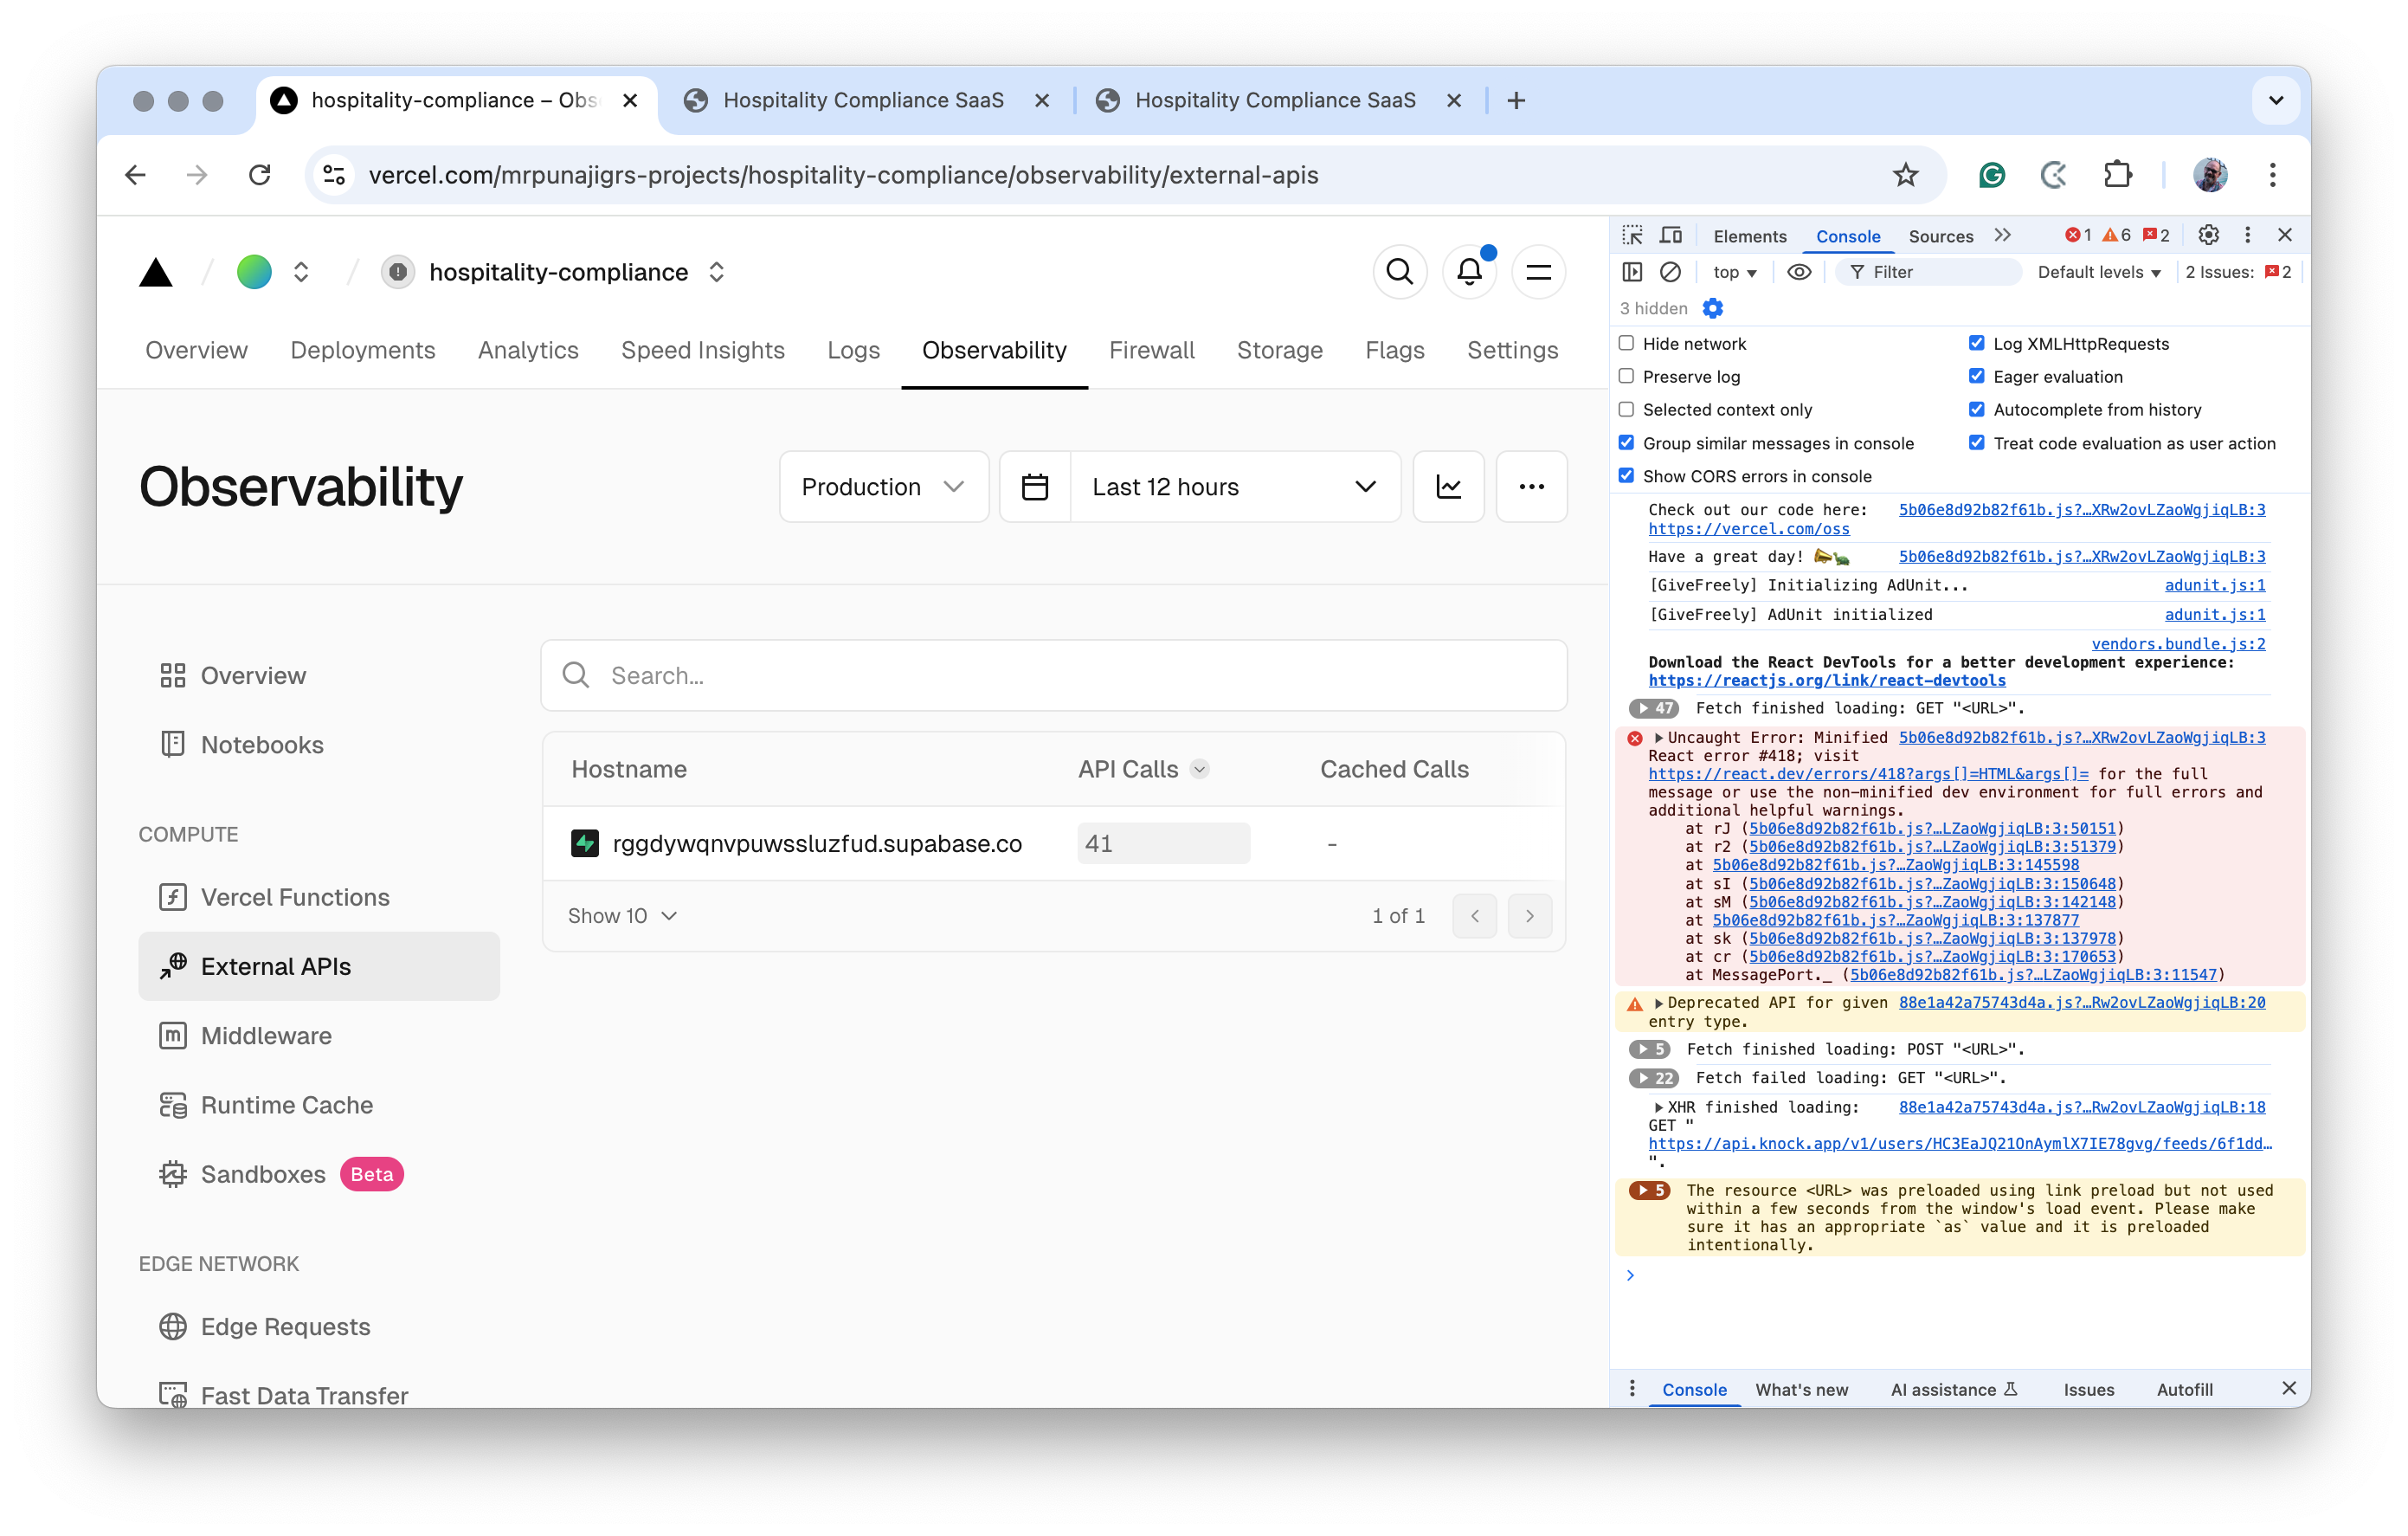 hospitality-compliance – Obs
Hospitality Compliance SaaS
Hospitality Compliance SaaS
vercel.com/mrpunajigrs-projects/hospitality-compliance/observability/external-apis
hospitality-compliance
Overview
Deployments
Analytics
Speed Insights
Logs
Observability
Firewall
Storage
Flags
Settings
Observability
Production
Last 12 hours
Overview
Notebooks
COMPUTE
Vercel Functions
External APIs
Middleware
Runtime Cache
Sandboxes Beta
EDGE NETWORK
Edge Requests
Fast Data Transfer
Search...
Hostname API Calls Cached Calls
rggdywqnvpuwssluzfud.supabase.co 41 -
Show 10 1 of 1
Elements Console Sources 1 6 2
top Filter Default levels 2 Issues: 2
3 hidden
Hide network Log XMLHttpRequests
Preserve log Eager evaluation
Selected context only Autocomplete from history
Group similar messages in console Treat code evaluation as user action
Show CORS errors in console
Check out our code here: 5b06e8d92b82f61b.js?…XRw2ovLZaoWgjiqLB:3
https://vercel.com/oss
Have a great day! 5b06e8d92b82f61b.js?…XRw2ovLZaoWgjiqLB:3
[GiveFreely] Initializing AdUnit... adunit.js:1
[GiveFreely] AdUnit initialized adunit.js:1
vendors.bundle.js:2
Download the React DevTools for a better development experience:
https://reactjs.org/link/react-devtools
47 Fetch finished loading: GET "<URL>".
Uncaught Error: Minified 5b06e8d92b82f61b.js?…XRw2ovLZaoWgjiqLB:3
React error #418; visit
https://react.dev/errors/418?args[]=HTML&args[]= for the full
message or use the non-minified dev environment for full errors and
additional helpful warnings.
at rJ (5b06e8d92b82f61b.js?…LZaoWgjiqLB:3:50151)
at r2 (5b06e8d92b82f61b.js?…LZaoWgjiqLB:3:51379)
at 5b06e8d92b82f61b.js?…ZaoWgjiqLB:3:145598
at sI (5b06e8d92b82f61b.js?…ZaoWgjiqLB:3:150648)
at sM (5b06e8d92b82f61b.js?…ZaoWgjiqLB:3:142148)
at 5b06e8d92b82f61b.js?…ZaoWgjiqLB:3:137877
at sk (5b06e8d92b82f61b.js?…ZaoWgjiqLB:3:137978)
at cr (5b06e8d92b82f61b.js?…ZaoWgjiqLB:3:170653)
at MessagePort._ (5b06e8d92b82f61b.js?…LZaoWgjiqLB:3:11547)
Deprecated API for given 88e1a42a75743d4a.js?…Rw2ovLZaoWgjiqLB:20
entry type.
5 Fetch finished loading: POST "<URL>".
22 Fetch failed loading: GET "<URL>".
XHR finished loading: 88e1a42a75743d4a.js?…Rw2ovLZaoWgjiqLB:18
GET "
https://api.knock.app/v1/users/HC3EaJQ21OnAymlX7IE78gvg/feeds/6f1dd…
".
5 The resource <URL> was preloaded using link preload but not used
within a few seconds from the window's load event. Please make
sure it has an appropriate `as` value and it is preloaded
intentionally.
Console What's new AI assistance Issues Autofill